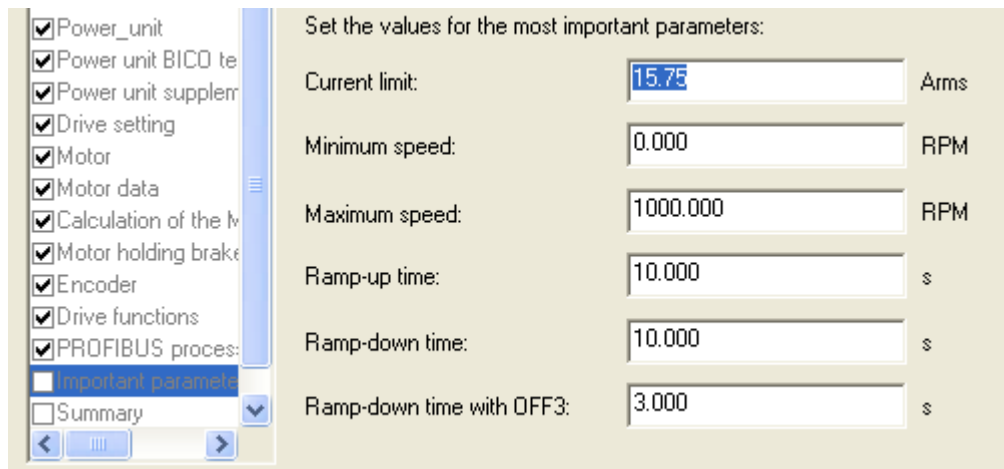 Power_unit
Power unit BICO te
Power unit supplem
Drive setting
Motor
Motor data
Calculation of the M
Motor holding brake
Encoder
Drive functions
PROFIBUS proces
Important paramete
Summary
Set the values for the most important parameters:
Current limit: 15.75 Arms
Minimum speed: 0.000 RPM
Maximum speed: 1000.000 RPM
Ramp-up time: 10.000 s
Ramp-down time: 10.000 s
Ramp-down time with OFF3: 3.000 s